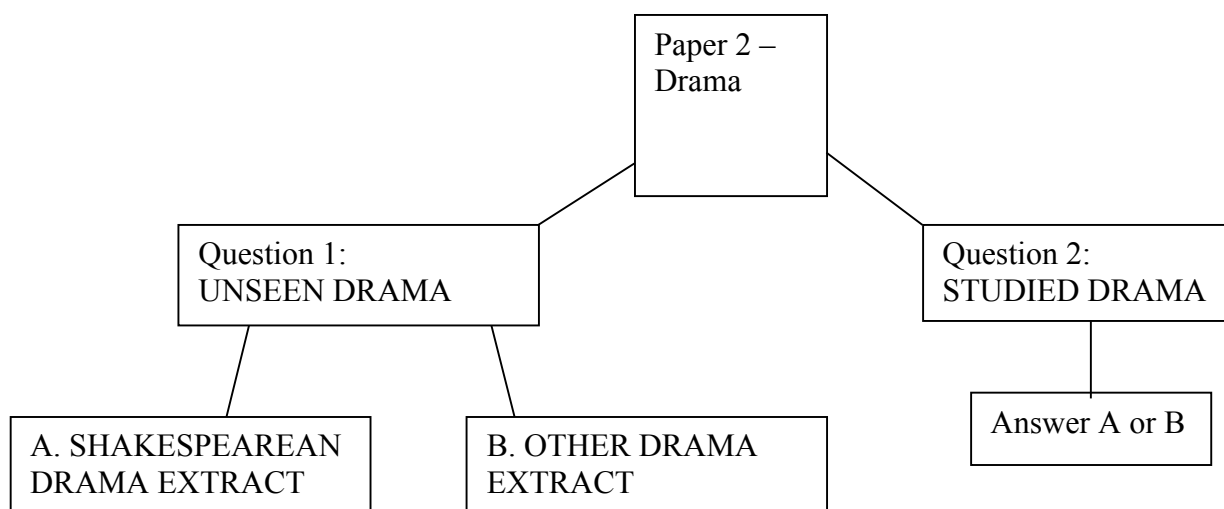 Paper 2 –
Drama
Question 1:
UNSEEN DRAMA
Question 2:
STUDIED DRAMA
A. SHAKESPEAREAN
DRAMA EXTRACT
B. OTHER DRAMA
EXTRACT
Answer A or B